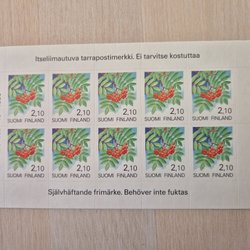 Itseliimautuva tarrapostimerkki. Ei tarvitse kostuttaa
2,10 2,10 2,10 2,10 2,10
SUOMI FINLAND SUOMI FINLAND SUOMI FINLAND SUOMI FINLAND SUOMI FINLAND
2,10 2,10 2,10 2,10 2,10
SUOMI FINLAND SUOMI FINLAND SUOMI FINLAND SUOMI FINLAND SUOMI FINLAND
Självhäftande frimärke. Behöver inte fuktas